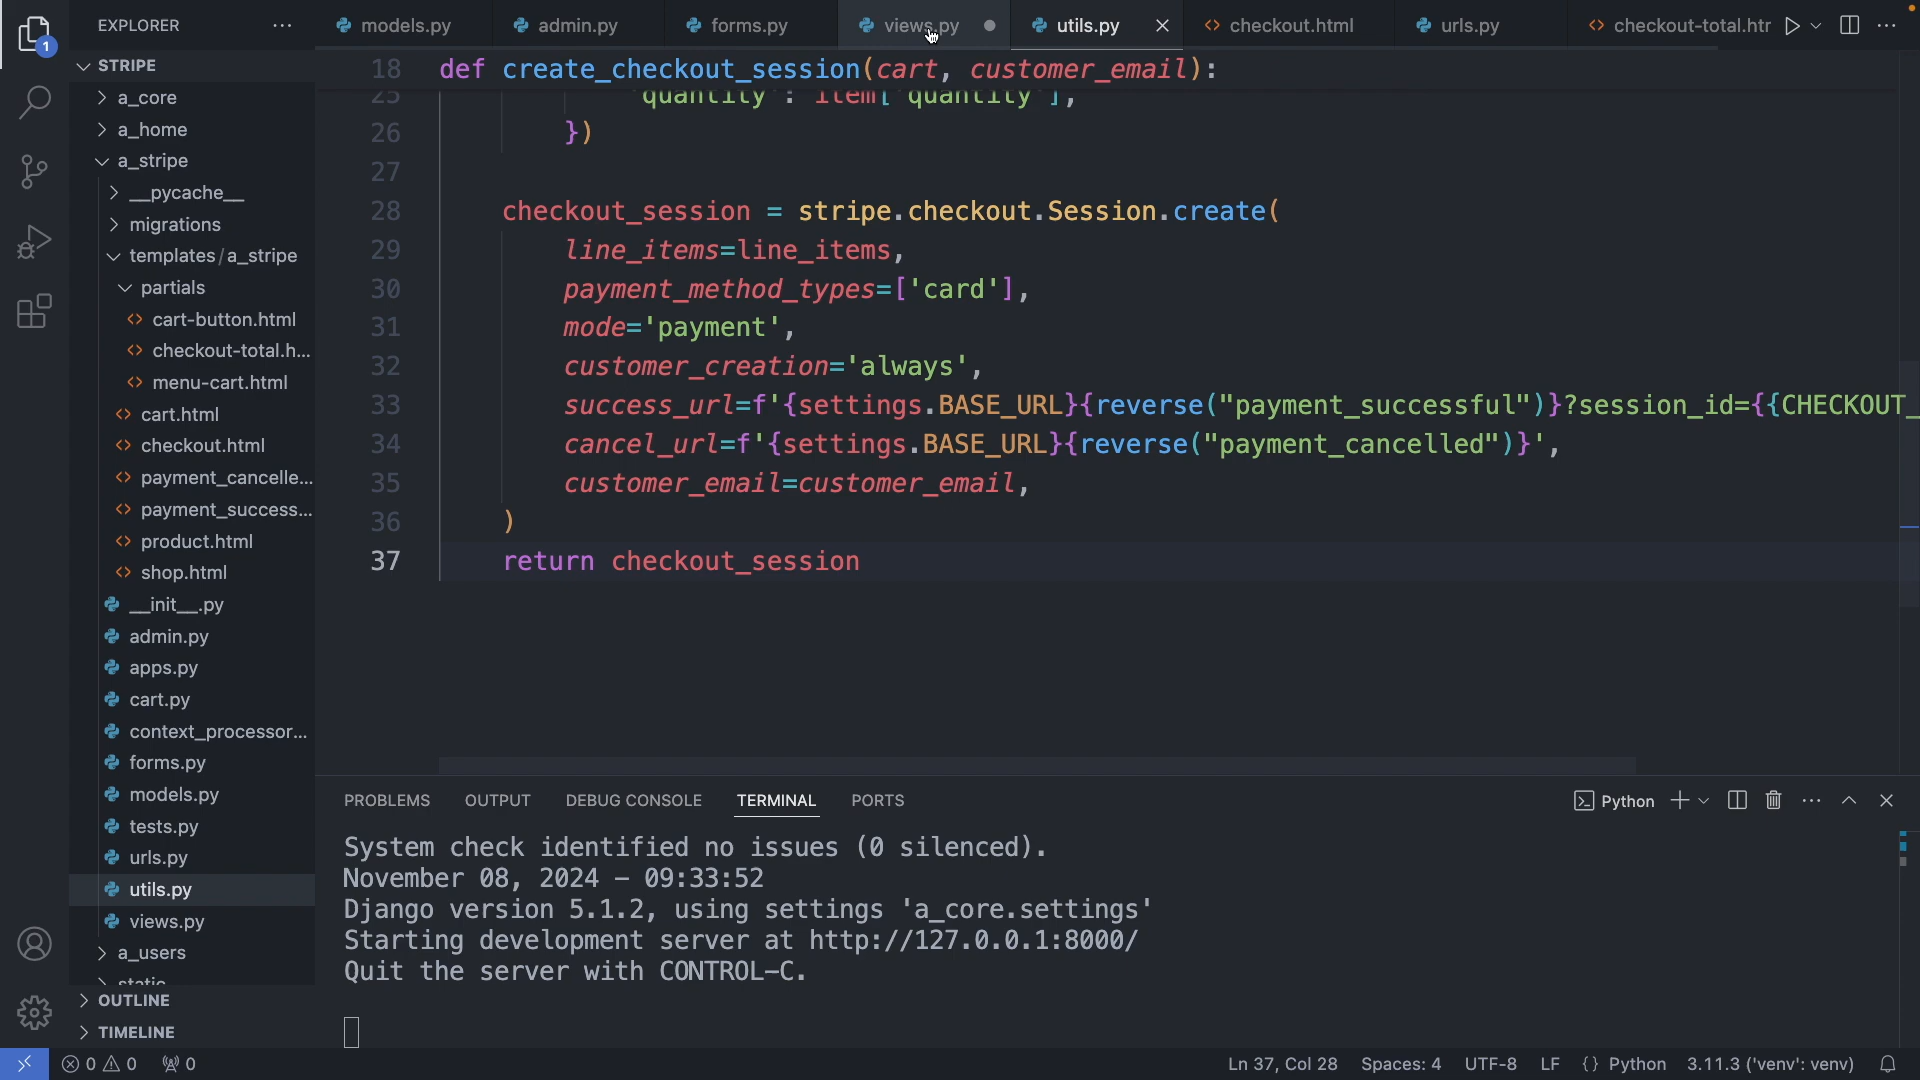 EXPLORER
models.py
admin.py
forms.py
views.py
utils.py
checkout.html
urls.py
checkout-total.htr
STRIPE
a_core
a_home
a_stripe
__pycache__
migrations
templates/a_stripe
partials
cart-button.html
checkout-total.h...
menu-cart.html
cart.html
checkout.html
payment_cancelle...
payment_success...
product.html
shop.html
__init__.py
admin.py
apps.py
cart.py
context_processor...
forms.py
models.py
tests.py
urls.py
utils.py
views.py
a_users
static
OUTLINE
TIMELINE
18 def create_checkout_session(cart, customer_email):
25 'quantity': item['quantity'],
26 })
27
28 checkout_session = stripe.checkout.Session.create(
29 line_items=line_items,
30 payment_method_types=['card'],
31 mode='payment',
32 customer_creation='always',
33 success_url=f'{settings.BASE_URL}{reverse("payment_successful")}?session_id={{CHECKOUT_
34 cancel_url=f'{settings.BASE_URL}{reverse("payment_cancelled")}',
35 customer_email=customer_email,
36 )
37 return checkout_session
PROBLEMS
OUTPUT
DEBUG CONSOLE
TERMINAL
PORTS
Python
System check identified no issues (0 silenced).
November 08, 2024 - 09:33:52
Django version 5.1.2, using settings 'a_core.settings'
Starting development server at http://127.0.0.1:8000/
Quit the server with CONTROL-C.
1
0
0
0
Ln 37, Col 28
Spaces: 4
UTF-8
LF
{} Python
3.11.3 ('venv': venv)